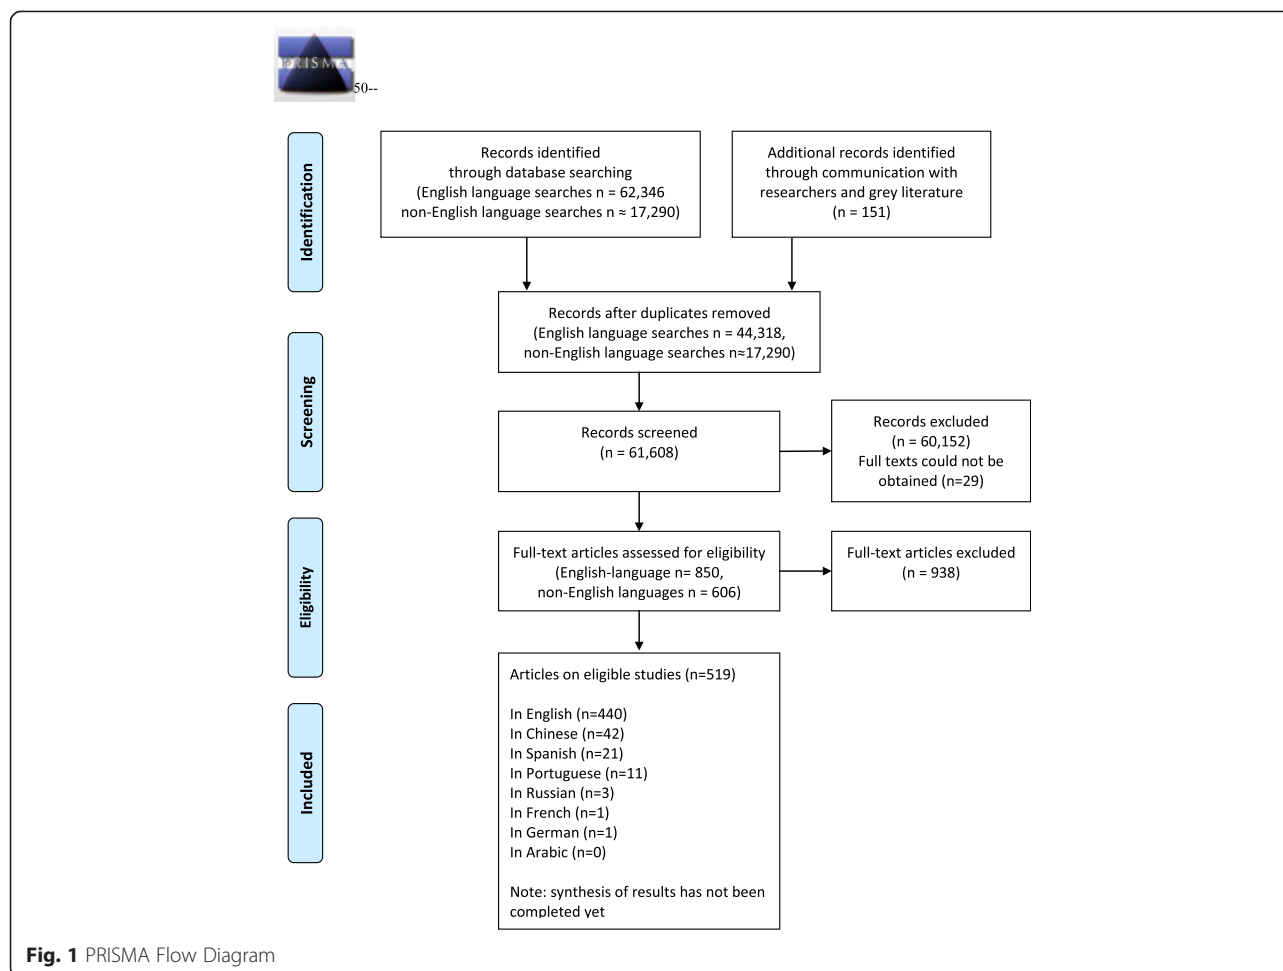 PRISMA
50--
Identification
Records identified
through database searching
(English language searches n = 62,346
non-English language searches n ≈ 17,290)
Additional records identified
through communication with
researchers and grey literature
(n = 151)
Records after duplicates removed
(English language searches n = 44,318,
non-English language searches n≈17,290)
Screening
Records screened
(n = 61,608)
Records excluded
(n = 60,152)
Full texts could not be
obtained (n=29)
Eligibility
Full-text articles assessed for eligibility
(English-language n= 850,
non-English languages n = 606)
Full-text articles excluded
(n = 938)
Included
Articles on eligible studies (n=519)
In English (n=440)
In Chinese (n=42)
In Spanish (n=21)
In Portuguese (n=11)
In Russian (n=3)
In French (n=1)
In German (n=1)
In Arabic (n=0)
Note: synthesis of results has not been
completed yet
Fig. 1 PRISMA Flow Diagram